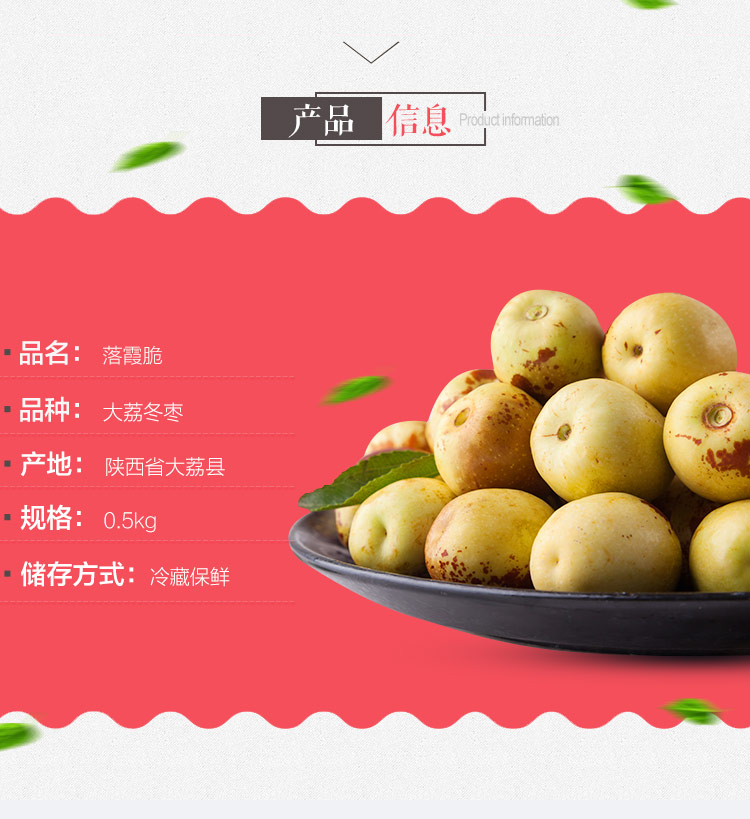 产品信息 Product information
品名： 落霞脆
品种： 大荔冬枣
产地： 陕西省大荔县
规格： 0.5kg
储存方式： 冷藏保鲜